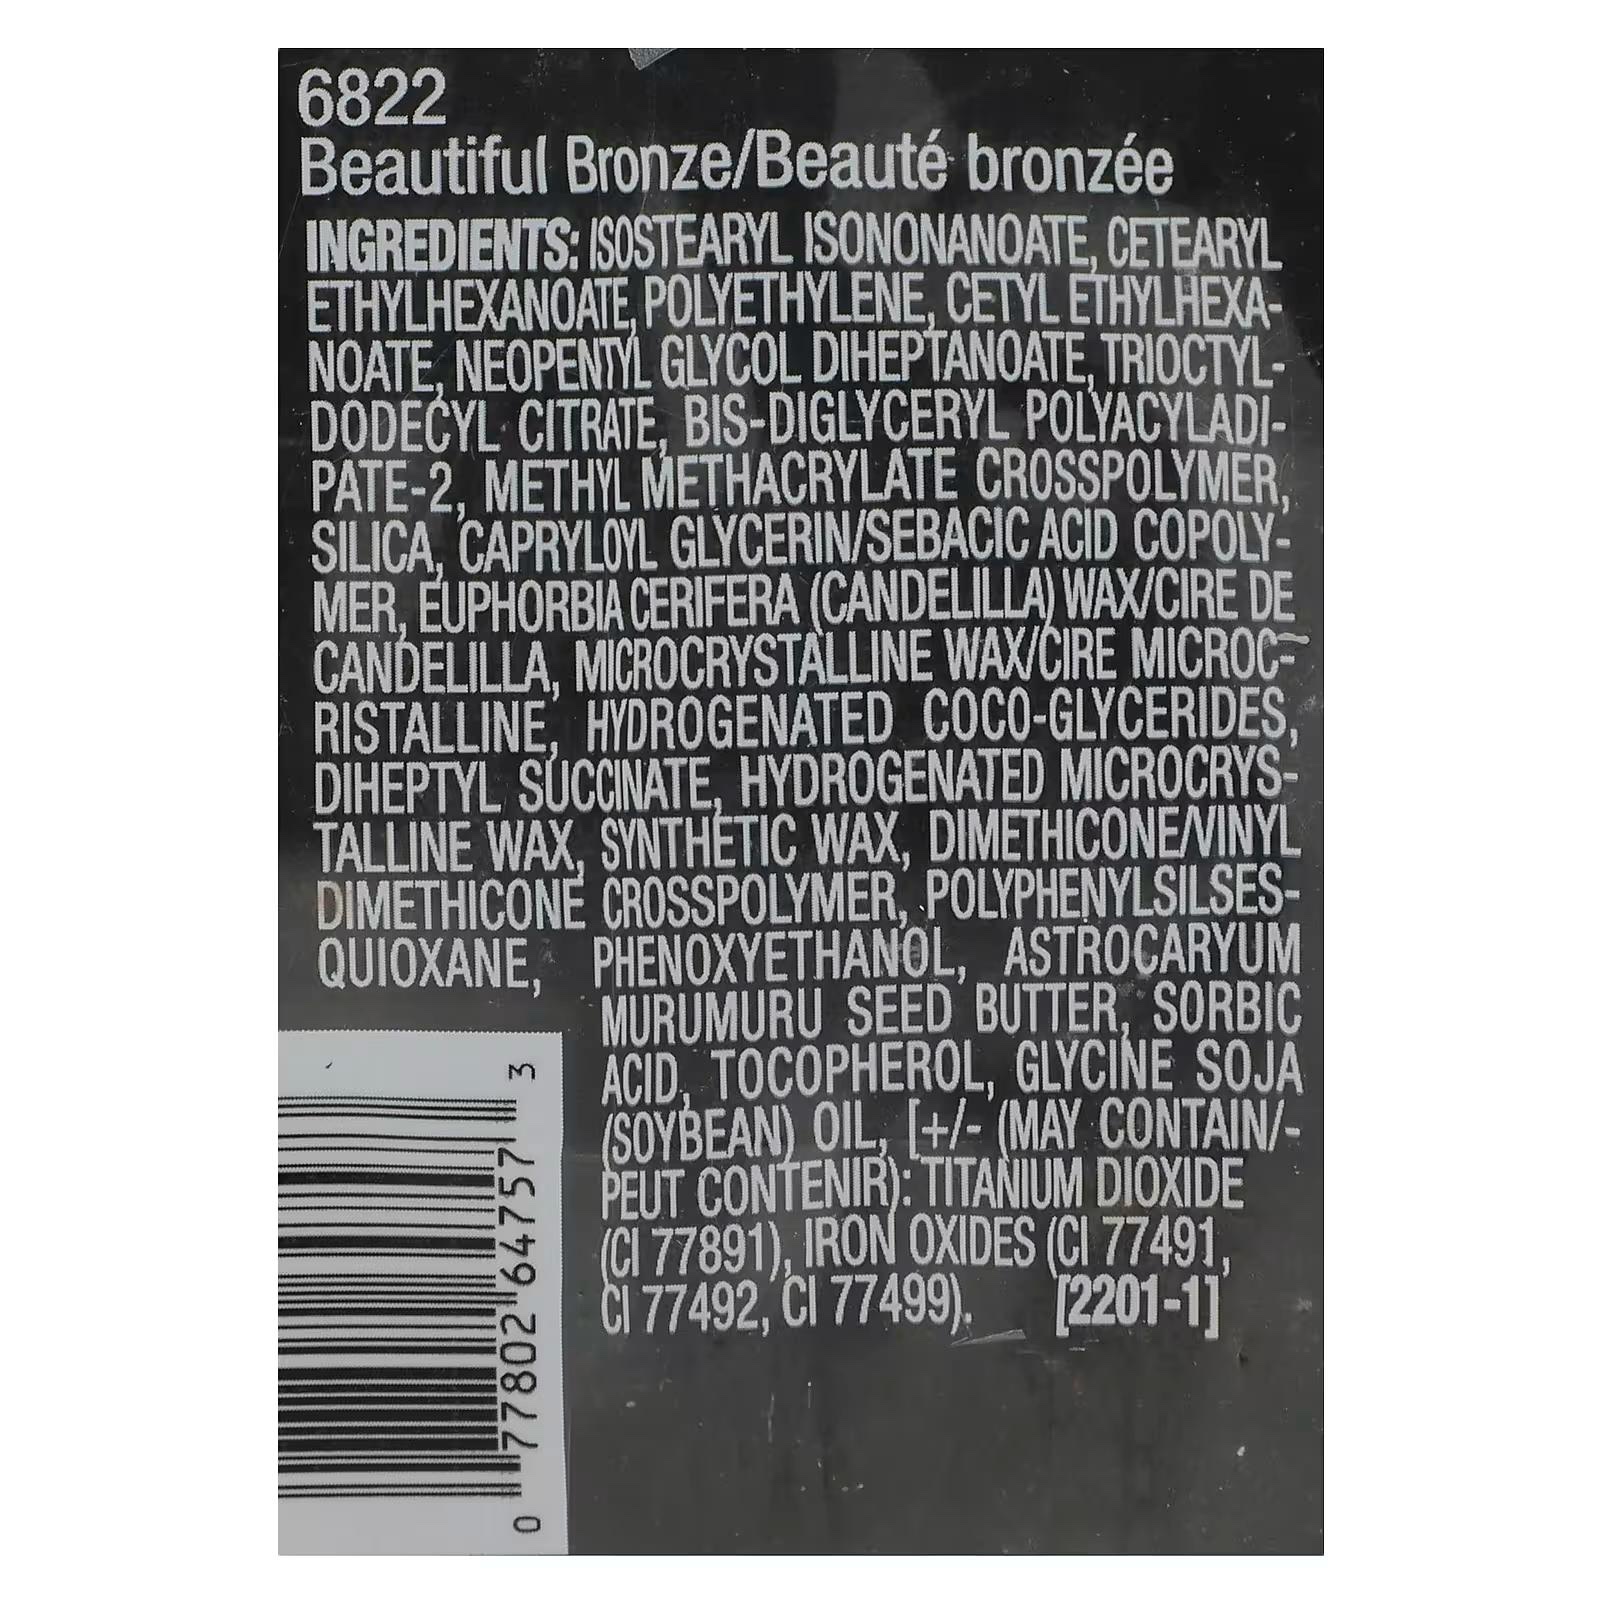 6822
Beautiful Bronze/Beauté bronzée
INGREDIENTS: ISOSTEARYL ISONONANOATE, CETEARYL
ETHYLHEXANOATE, POLYETHYLENE, CETYL ETHYLHEXA-
NOATE, NEOPENTYL GLYCOL DIHEPTANOATE, TRIOCTYL-
DODECYL CITRATE, BIS-DIGLYCERYL POLYACYLADI-
PATE-2, METHYL METHACRYLATE CROSSPOLYMER,
SILICA, CAPRYLOYL GLYCERIN/SEBACIC ACID COPOLY-
MER, EUPHORBIA CERIFERA (CANDELILLA) WAX/CIRE DE
CANDELILLA, MICROCRYSTALLINE WAX/CIRE MICROC-
RISTALLINE, HYDROGENATED COCO-GLYCERIDES,
DIHEPTYL SUCCINATE, HYDROGENATED MICROCRYS-
TALLINE WAX, SYNTHETIC WAX, DIMETHICONE/VINYL
DIMETHICONE CROSSPOLYMER, POLYPHENYLSILSES-
QUIOXANE, PHENOXYETHANOL, ASTROCARYUM
MURUMURU SEED BUTTER, SORBIC
ACID, TOCOPHEROL, GLYCINE SOJA
(SOYBEAN) OIL, [+/- (MAY CONTAIN/-
PEUT CONTENIR): TITANIUM DIOXIDE
(CI 77891), IRON OXIDES (CI 77491,
CI 77492, CI 77499). [2201-1]
0 77802 64757 3